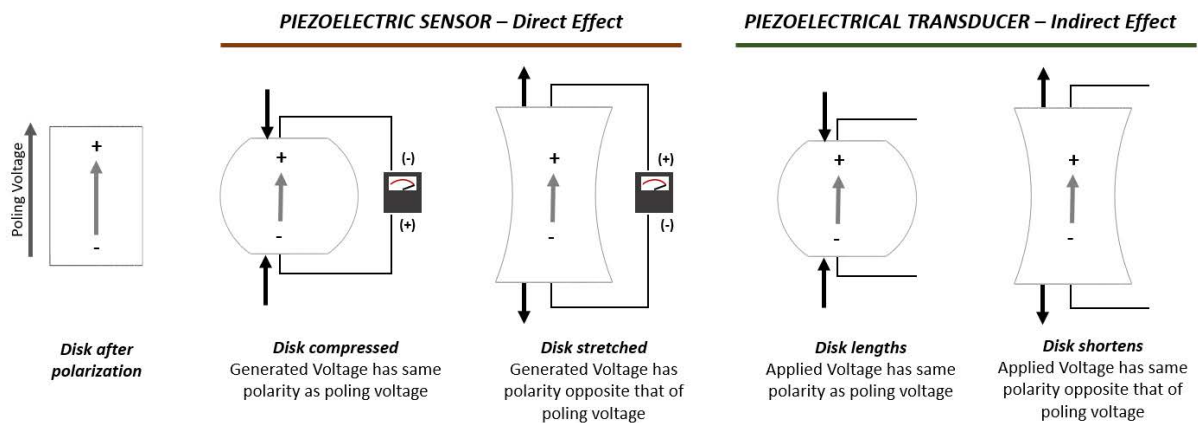 PIEZOELECTRIC SENSOR – Direct Effect
PIEZOELECTRICAL TRANSDUCER – Indirect Effect
Poling Voltage
+
-
+
-
(-)
(+)
+
-
(+)
(-)
+
-
+
-
Disk after
polarization
Disk compressed
Generated Voltage has same
polarity as poling voltage
Disk stretched
Generated Voltage has
polarity opposite that of
poling voltage
Disk lengths
Applied Voltage has same
polarity as poling voltage
Disk shortens
Applied Voltage has same
polarity opposite that of
poling voltage